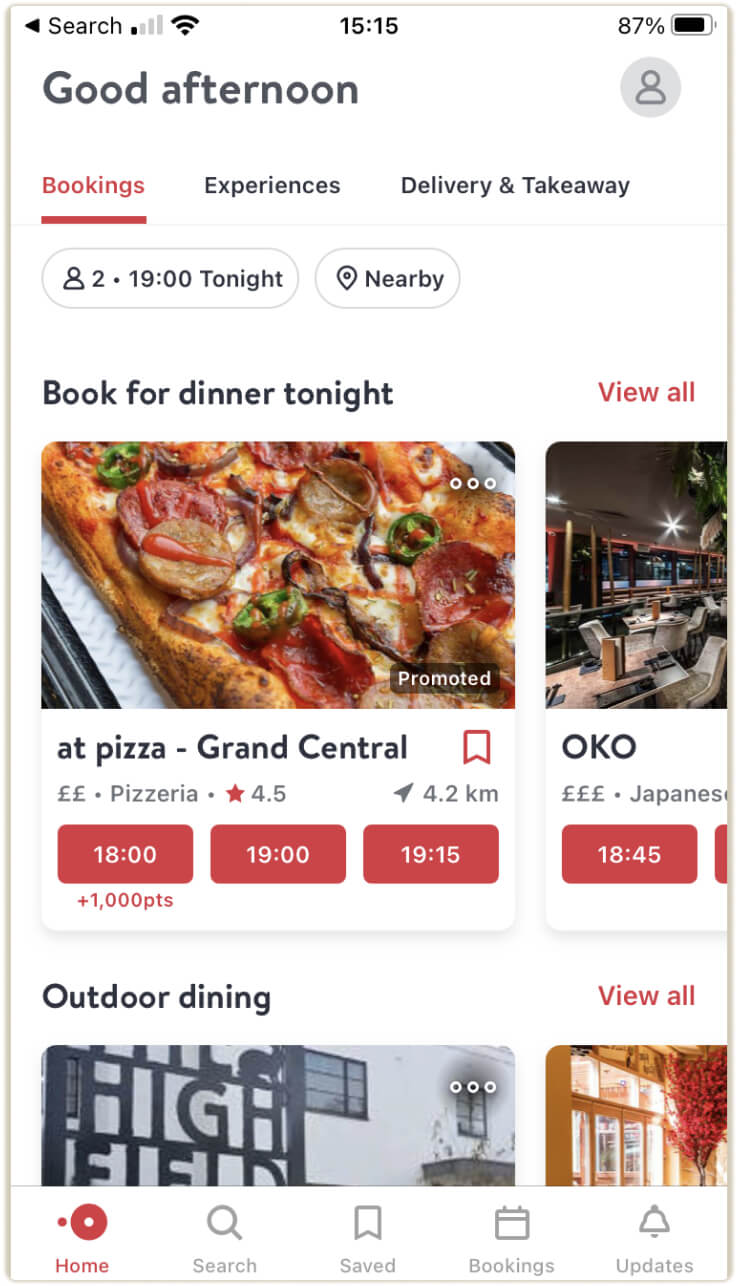 Search
15:15
87%
Good afternoon
Bookings
Experiences
Delivery & Takeaway
2 • 19:00 Tonight
Nearby
Book for dinner tonight
View all
Promoted
at pizza - Grand Central
££ • Pizzeria • ★ 4.5
4.2 km
18:00
19:00
19:15
+1,000pts
OKO
£££ • Japanese
18:45
Outdoor dining
View all
HIGH
FIELD
Home
Search
Saved
Bookings
Updates